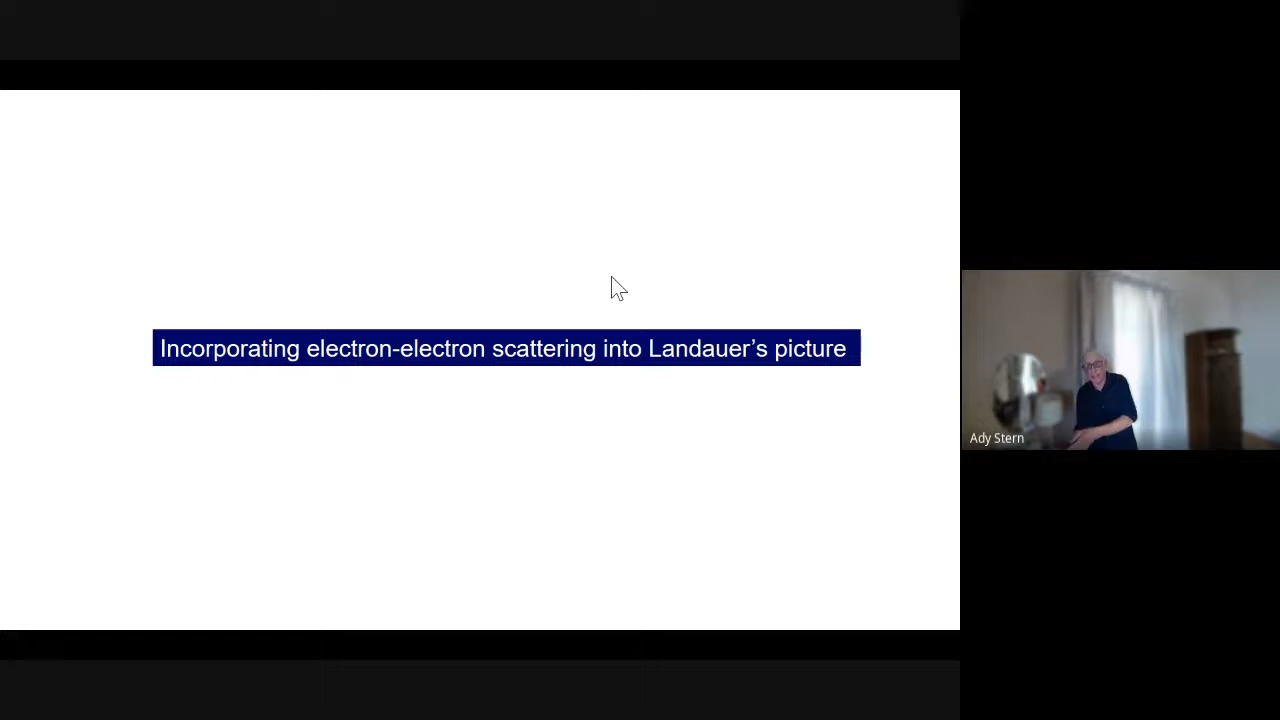 Incorporating electron-electron scattering into Landauer’s picture
Ady Stern